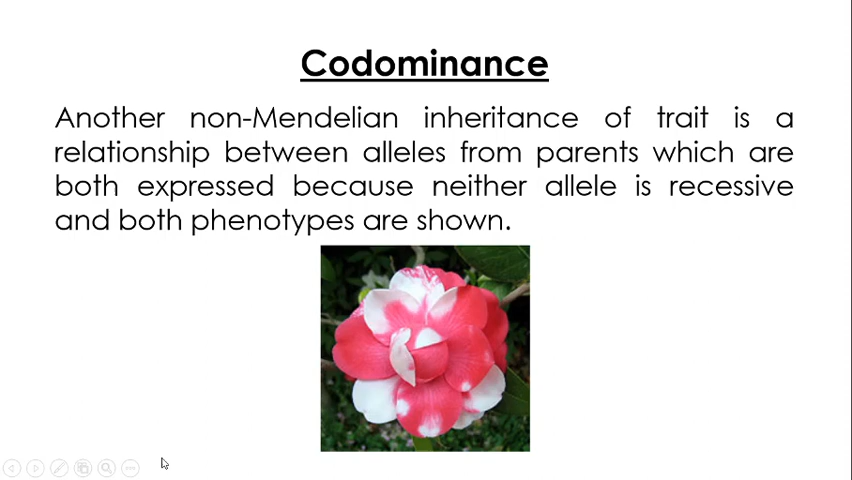 Codominance
Another non-Mendelian inheritance of trait is a
relationship between alleles from parents which are
both expressed because neither allele is recessive
and both phenotypes are shown.